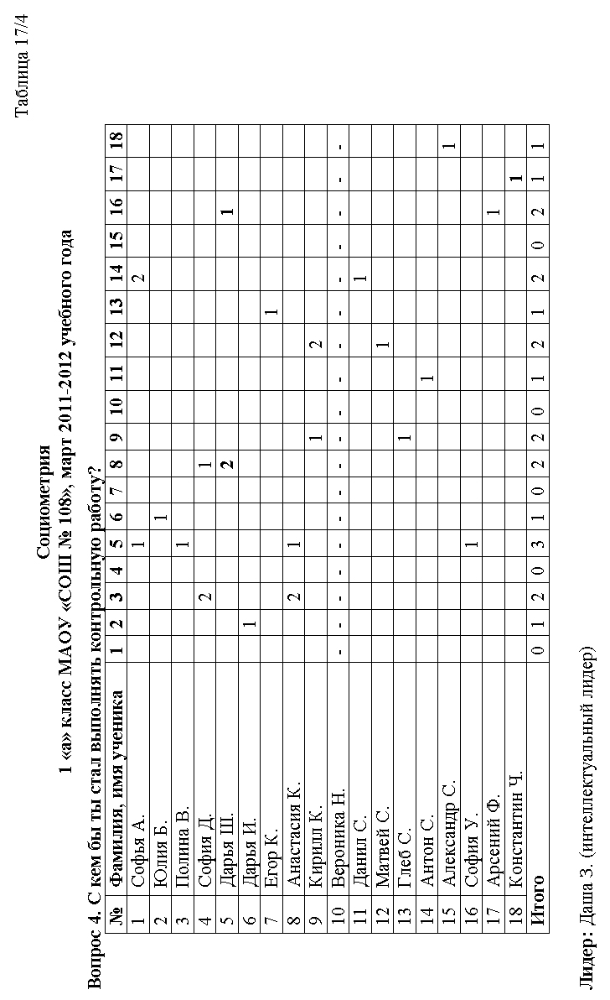 Таблица 17/4
Социометрия
1 «а» класс МАОУ «СОШ № 108», март 2011-2012 учебного года
Вопрос 4. С кем бы ты стал выполнять контрольную работу?
№ Фамилия, имя ученика 1 2 3 4 5 6 7 8 9 10 11 12 13 14 15 16 17 18
1 Софья А. 1 2
2 Юлия Б. 1
3 Полина В. 1
4 София Д. 2 1
5 Дарья Ш. 2 1
6 Дарья И. 1
7 Егор К. 1
8 Анастасия К. 2 1
9 Кирилл К. 1 2
10 Вероника Н. - - - - - - - - - - - - - - - - - -
11 Данил С. 1
12 Матвей С. 1
13 Глеб С. 1
14 Антон С. 1
15 Александр С. 1
16 София У. 1
17 Арсений Ф. 1
18 Константин Ч. 1
Итого 0 1 2 0 3 1 0 2 2 0 1 2 1 2 0 2 1 1
Лидер: Даша З. (интеллектуальный лидер)